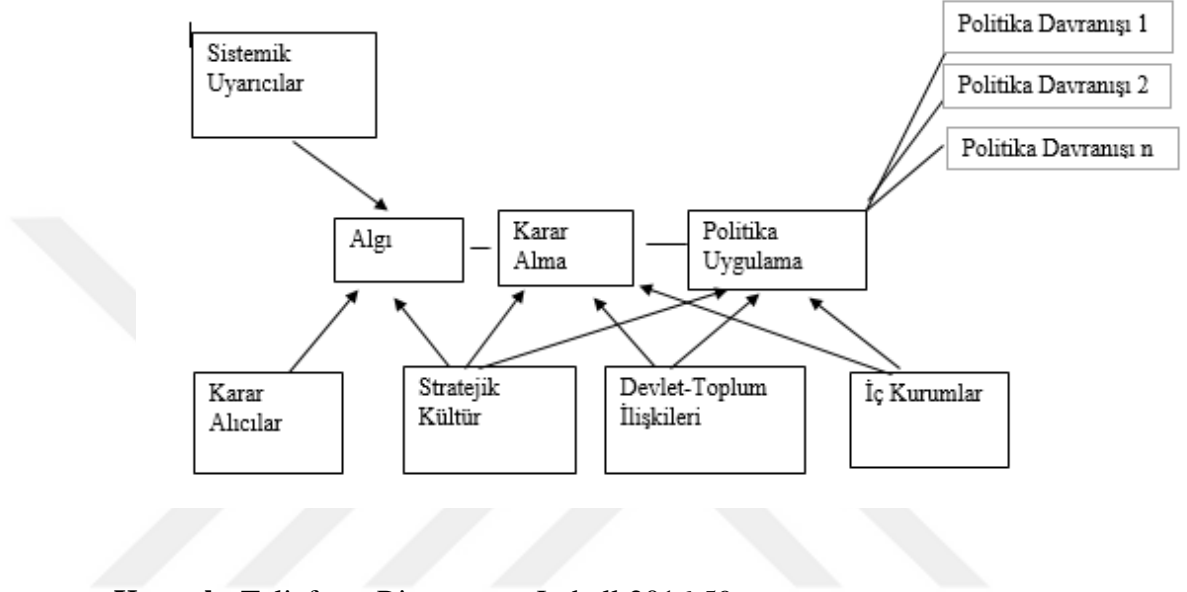 Politika Davranışı 1
Sistemik
Uyarıcılar
Politika Davranışı 2
Politika Davranışı n
Algı
Karar
Alma
Politika
Uygulama
Karar
Alıcılar
Stratejik
Kültür
Devlet-Toplum
İlişkileri
İç Kurumlar